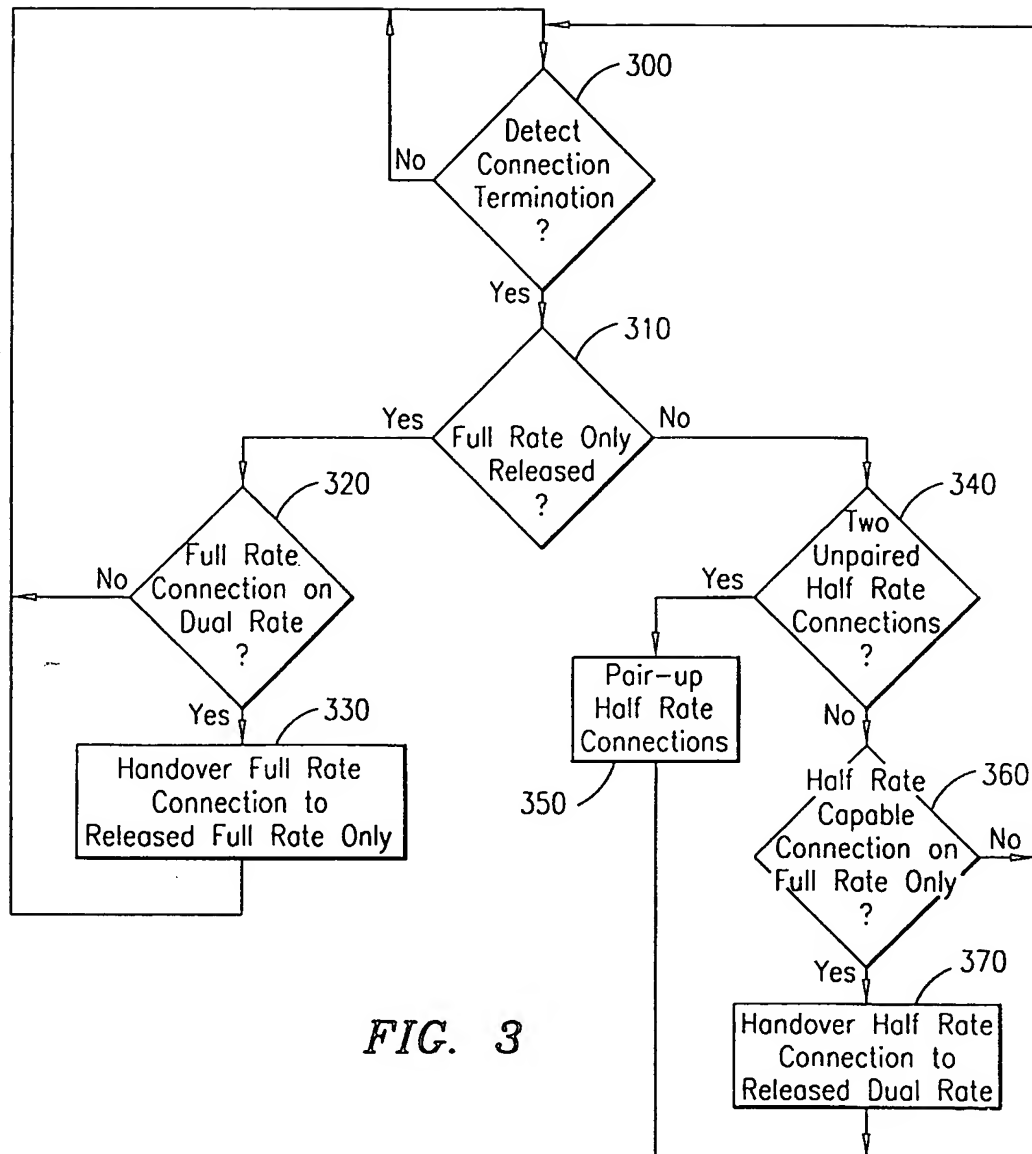 300
Detect
Connection
Termination
?
No
Yes
310
Full Rate Only
Released
?
Yes
No
320
Full Rate
Connection on
Dual Rate
?
No
Yes
330
Handover Full Rate
Connection to
Released Full Rate Only
340
Two
Unpaired
Half Rate
Connections
?
Yes
No
Pair-up
Half Rate
Connections
350
360
Half Rate
Capable
Connection on
Full Rate Only
?
No
Yes
370
Handover Half Rate
Connection to
Released Dual Rate
FIG. 3